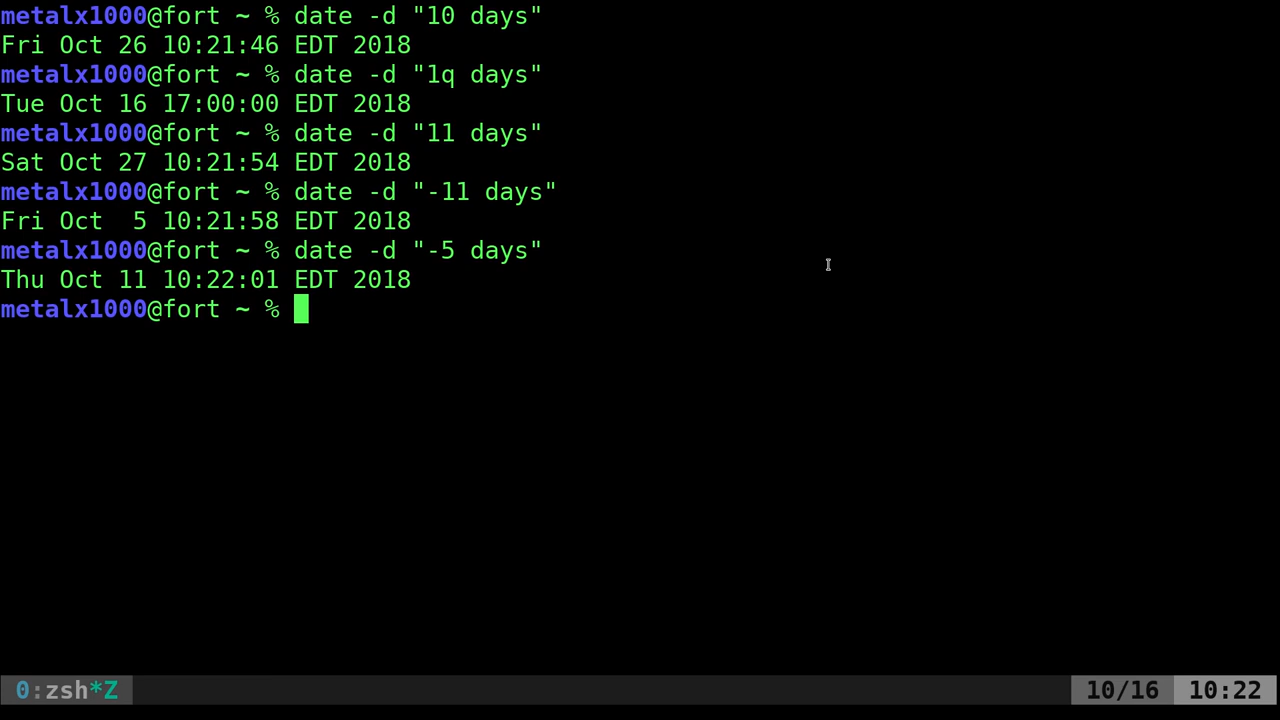 metalx1000@fort ~ % date -d "10 days"
Fri Oct 26 10:21:46 EDT 2018
metalx1000@fort ~ % date -d "1q days"
Tue Oct 16 17:00:00 EDT 2018
metalx1000@fort ~ % date -d "11 days"
Sat Oct 27 10:21:54 EDT 2018
metalx1000@fort ~ % date -d "-11 days"
Fri Oct  5 10:21:58 EDT 2018
metalx1000@fort ~ % date -d "-5 days"
Thu Oct 11 10:22:01 EDT 2018
metalx1000@fort ~ %
0:zsh*Z 10/16 10:22